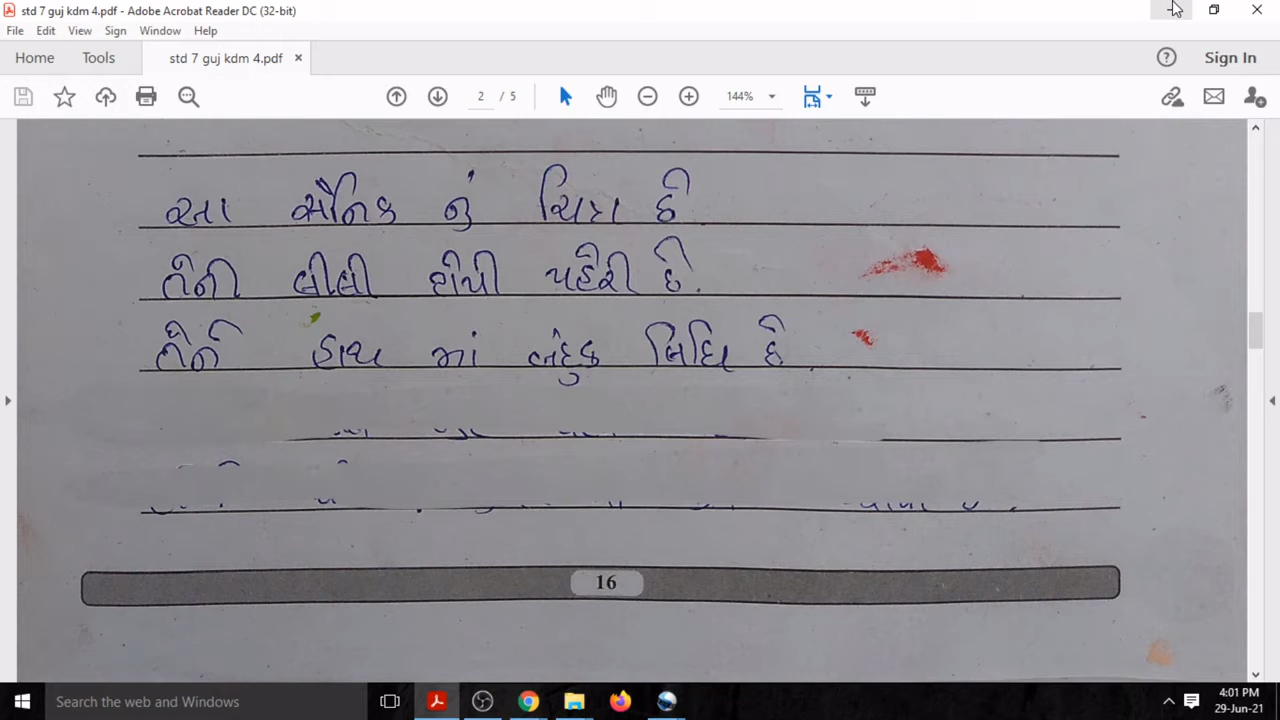 std 7 guj kdm 4.pdf - Adobe Acrobat Reader DC (32-bit)
File Edit View Sign Window Help
Home Tools std 7 guj kdm 4.pdf × ? Sign In
2 / 5 144%
આ સૈનિક નું ચિત્ર છે
તેની લીલી ટોપી પહેરી છે.
તેને હાથ માં બંદુક લિધિ છે.
16
Search the web and Windows
4:01 PM
29-Jun-21